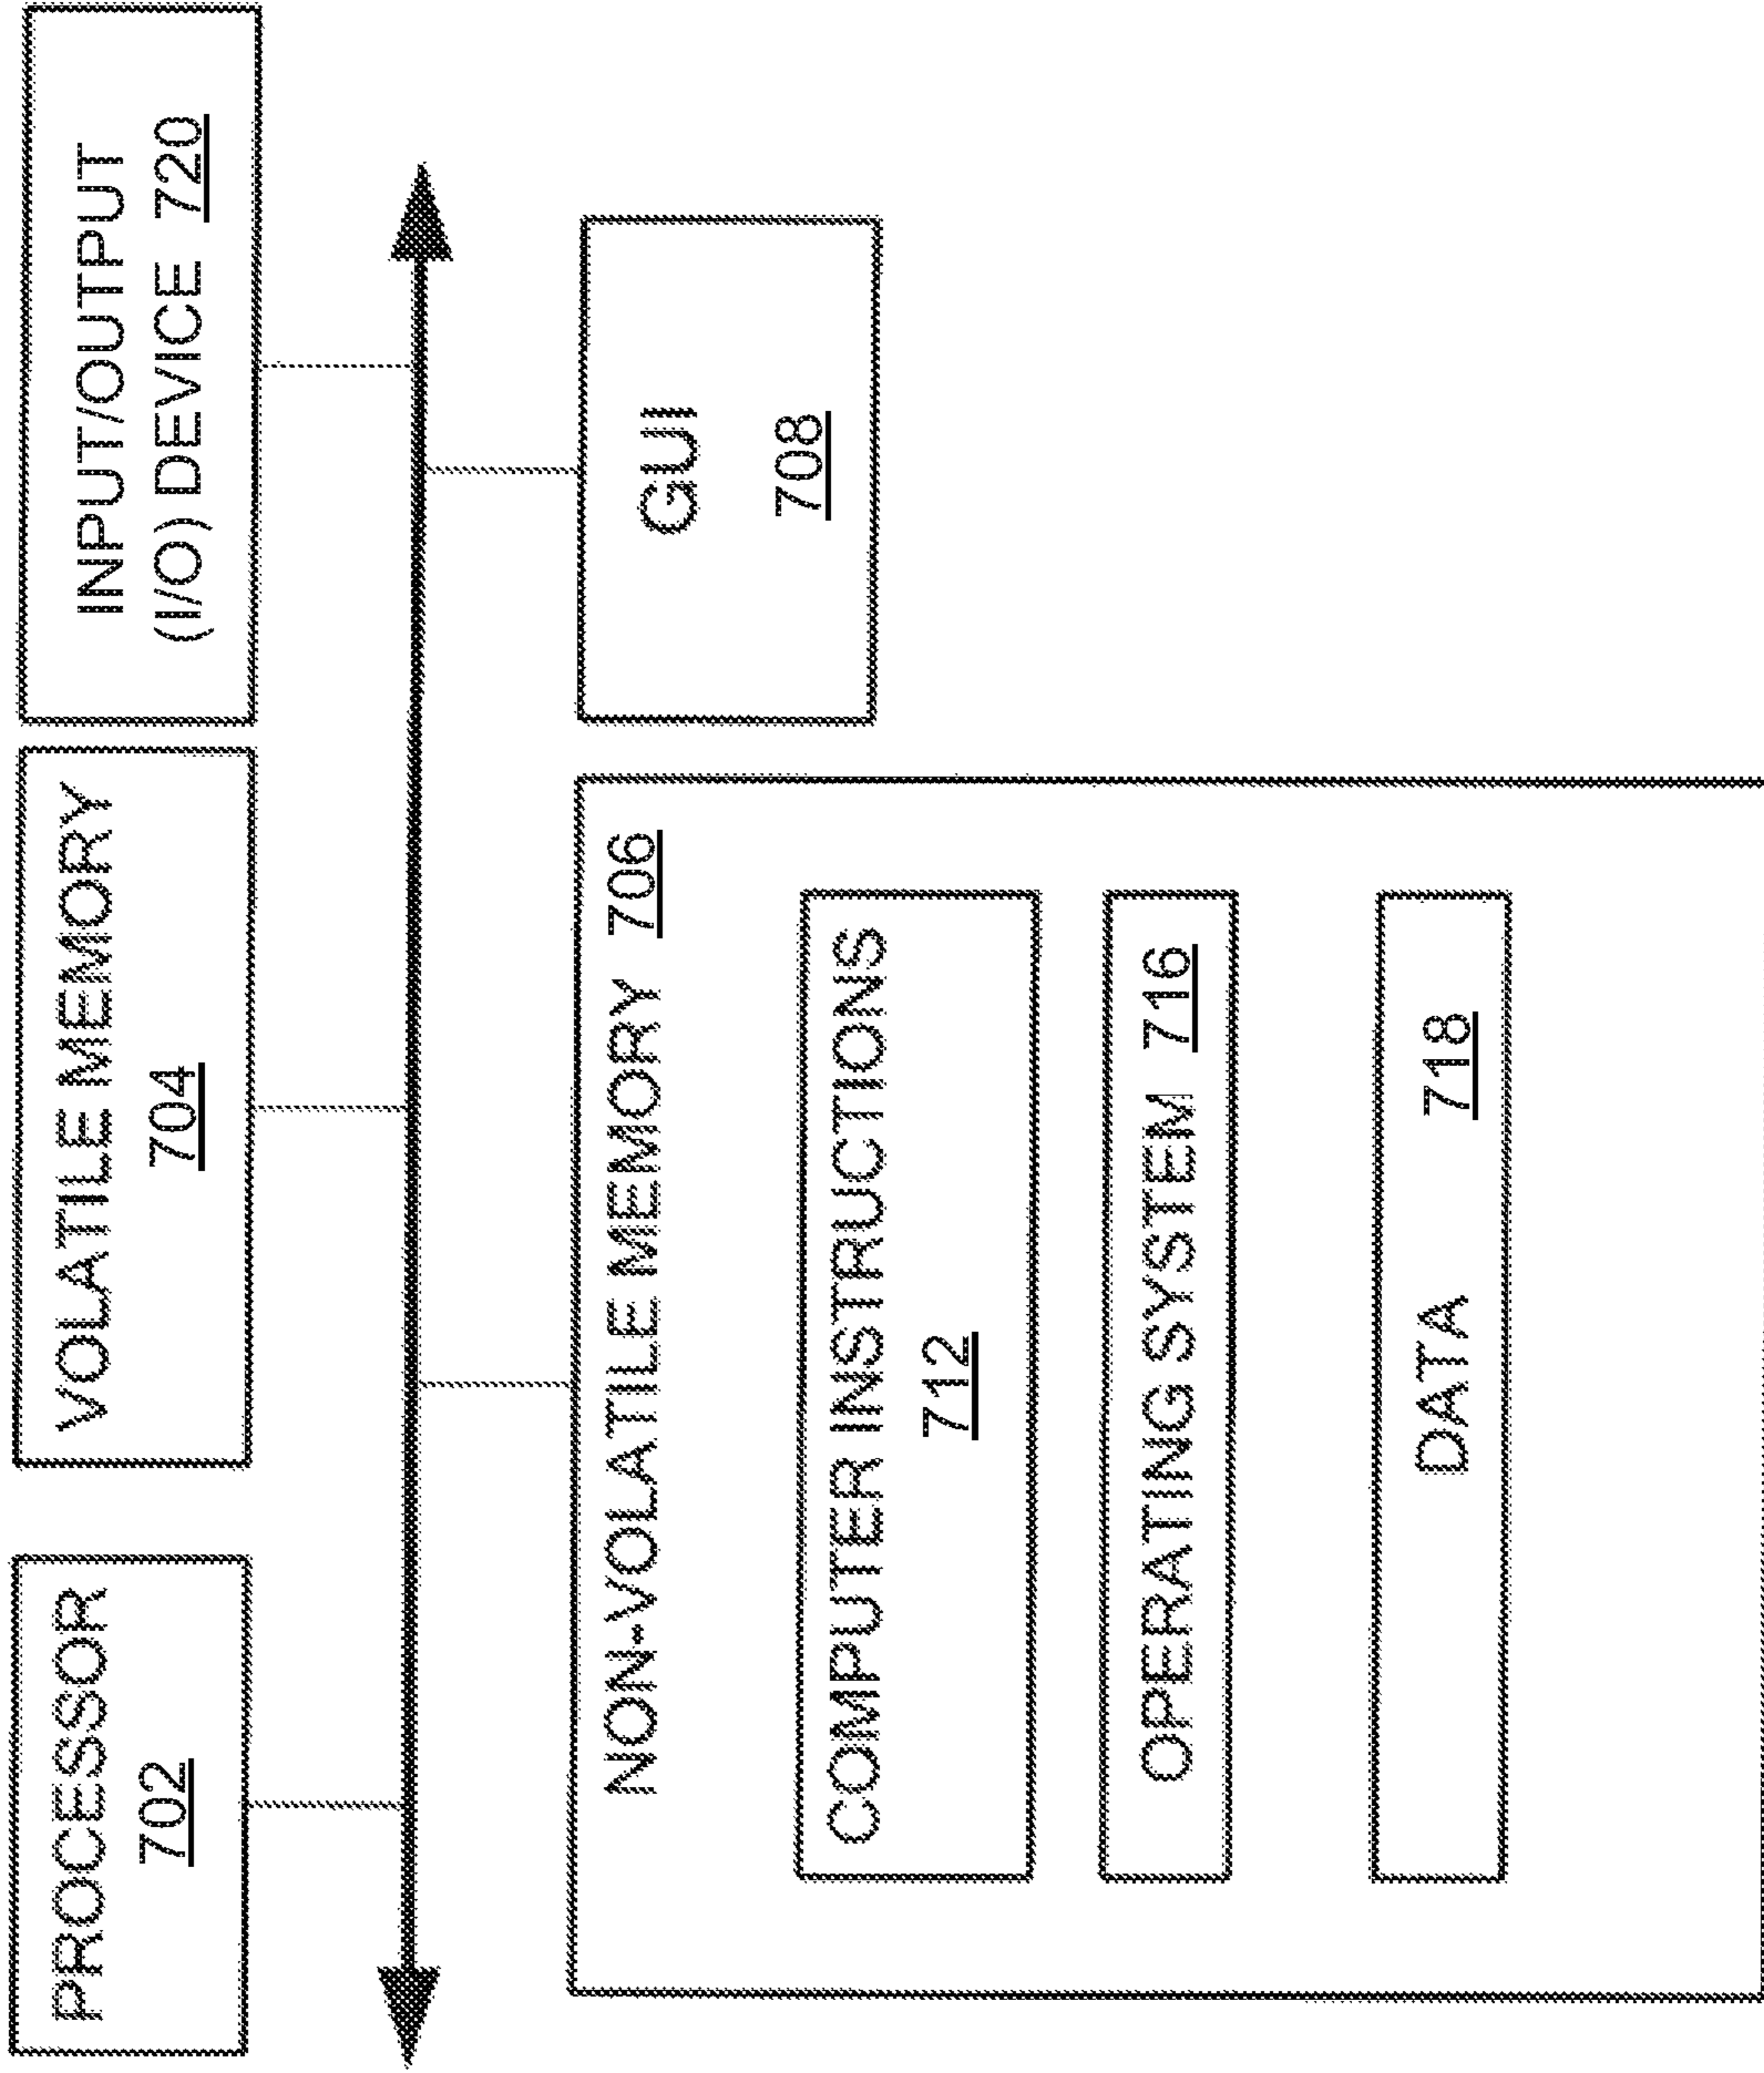 PROCESSOR
702
VOLATILE MEMORY
704
INPUT/OUTPUT
(I/O) DEVICE 720
NON-VOLATILE MEMORY 706
COMPUTER INSTRUCTIONS
712
OPERATING SYSTEM 716
DATA 718
GUI
708